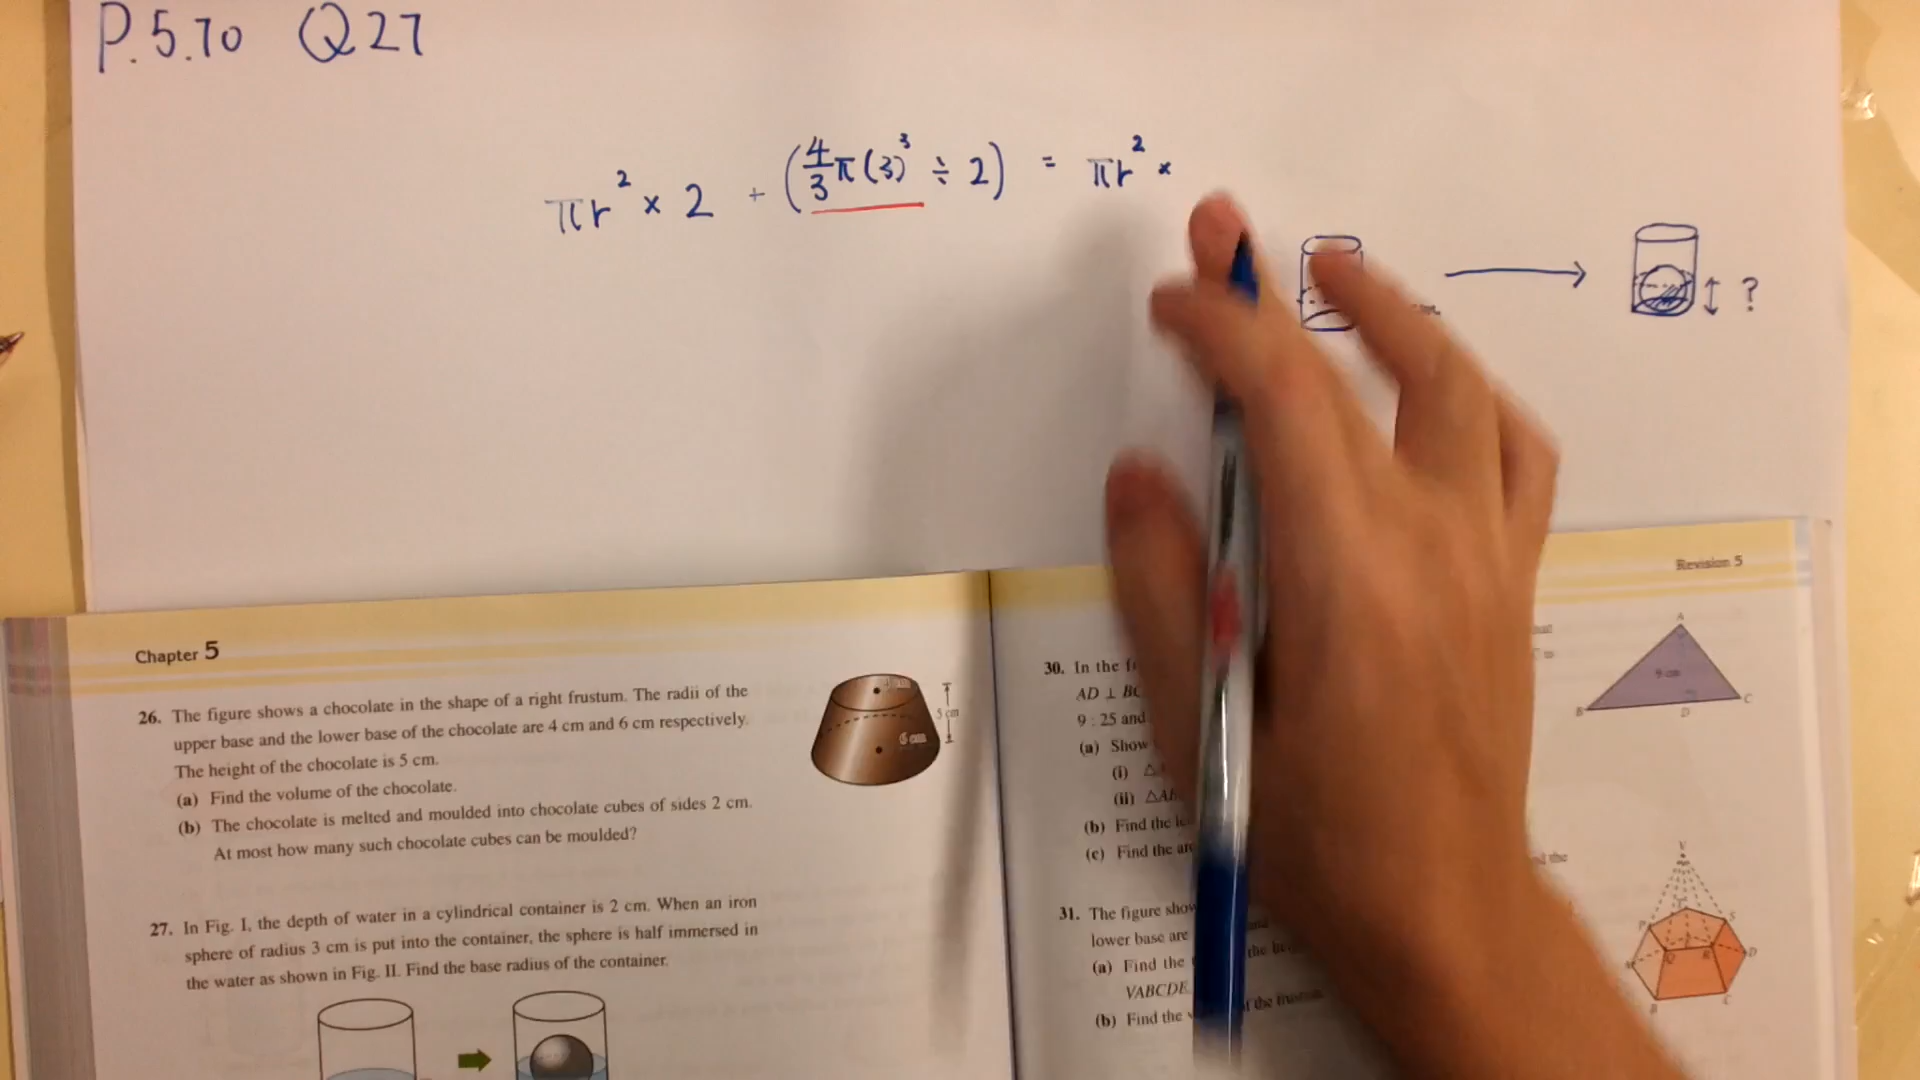 P.5.70 Q27
πr² × 2 + (4/3 π(3)³ ÷ 2) = πr² ×
?
Revision 5
Chapter 5
26. The figure shows a chocolate in the shape of a right frustum. The radii of the
upper base and the lower base of the chocolate are 4 cm and 6 cm respectively.
The height of the chocolate is 5 cm.
(a) Find the volume of the chocolate.
(b) The chocolate is melted and moulded into chocolate cubes of sides 2 cm.
At most how many such chocolate cubes can be moulded?
5 cm
6 cm
27. In Fig. I, the depth of water in a cylindrical container is 2 cm. When an iron
sphere of radius 3 cm is put into the container, the sphere is half immersed in
the water as shown in Fig. II. Find the base radius of the container.
30. In the
AD ⊥ BC
9 : 25 and
(a) Show
(i) △
(ii) △AB
(b) Find the
(c) Find the
A
9 cm
B
D
C
31. The figure show
lower base are
(a) Find the
VABCDE
(b) Find the
of the frustum
V
S
D
B
C